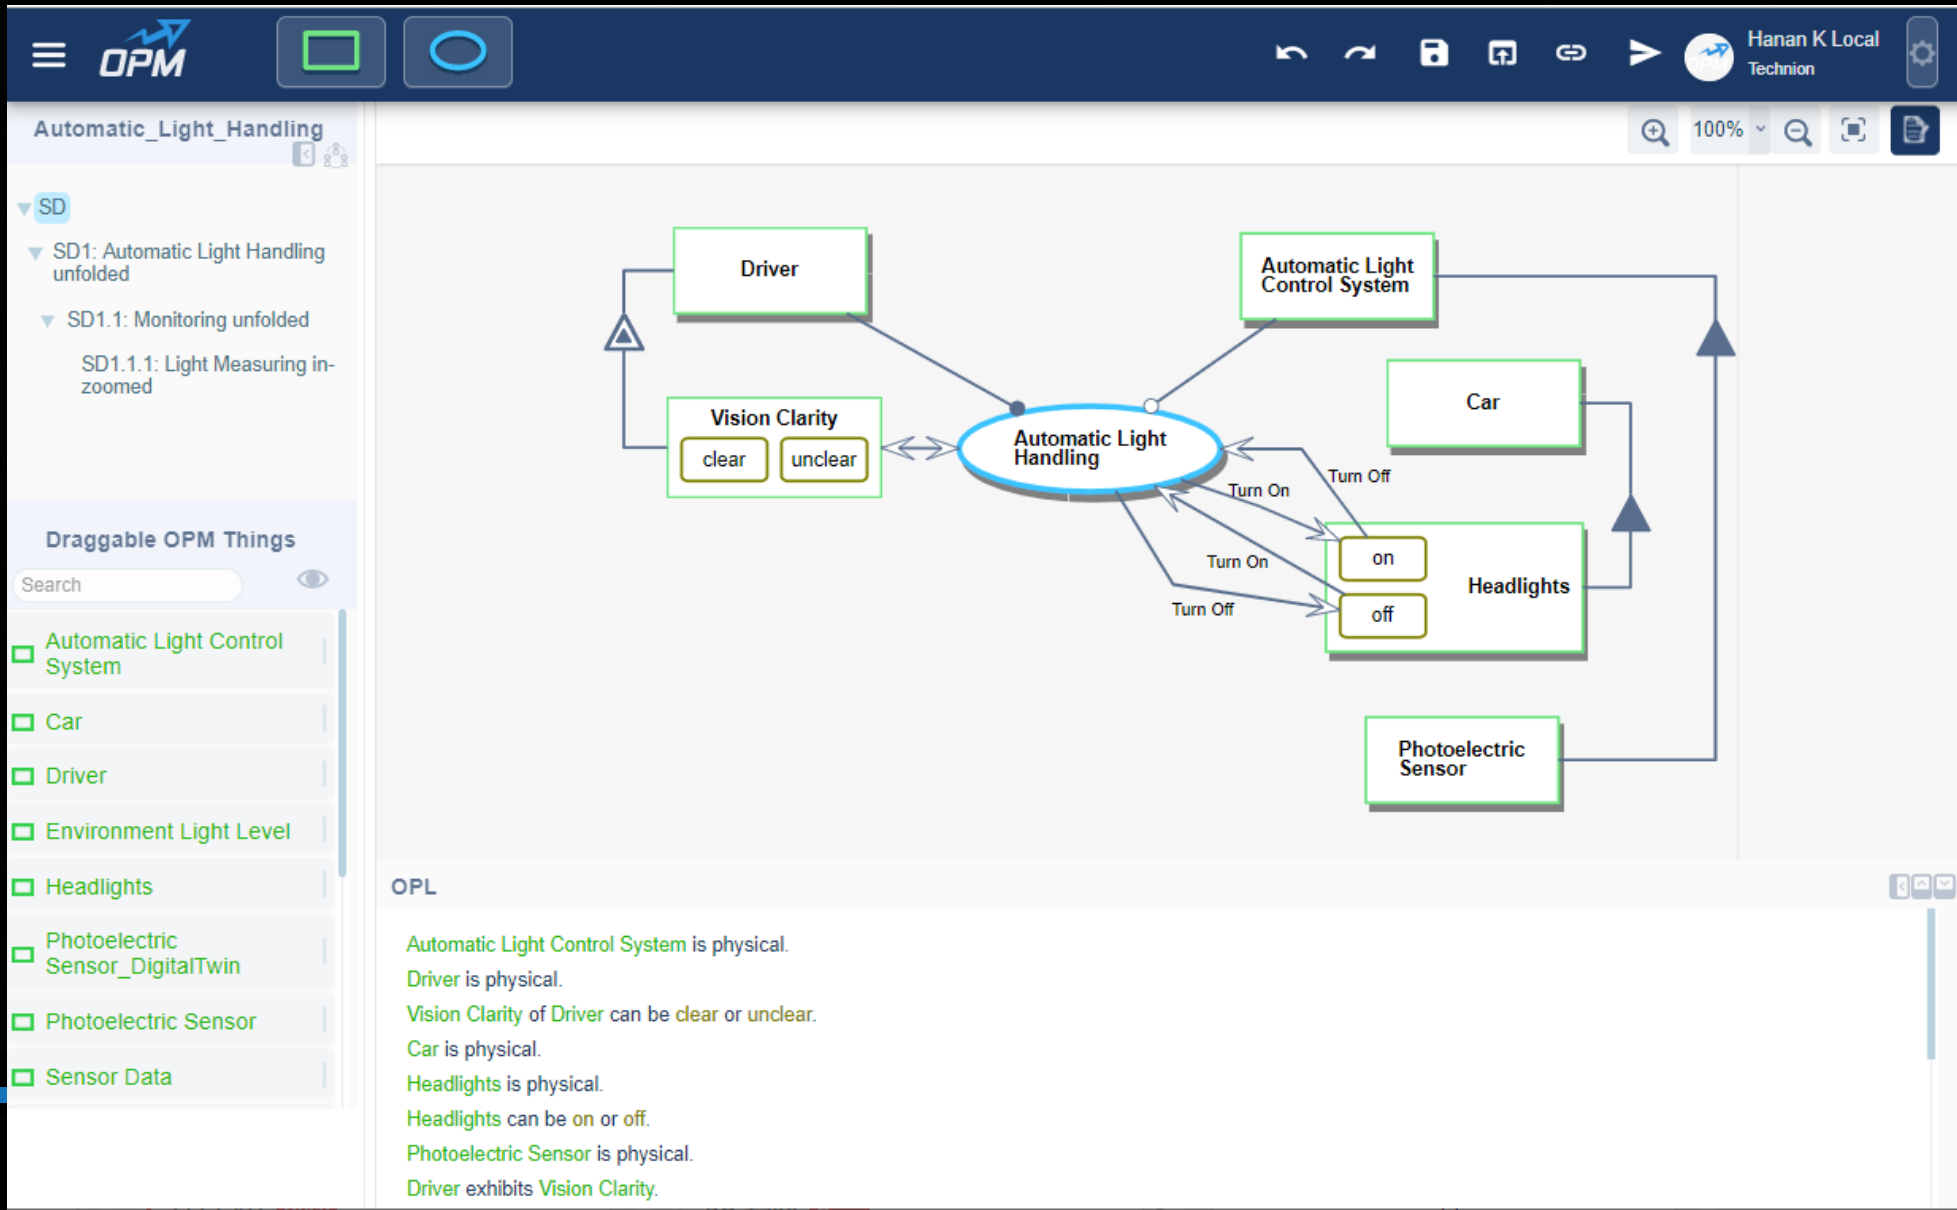 OPM
Hanan K Local
Technion
Automatic_Light_Handling
100%
SD
SD1: Automatic Light Handling
unfolded
SD1.1: Monitoring unfolded
SD1.1.1: Light Measuring in-
zoomed
Draggable OPM Things
Search
Automatic Light Control
System
Car
Driver
Environment Light Level
Headlights
Photoelectric
Sensor_DigitalTwin
Photoelectric Sensor
Sensor Data
Driver
Automatic Light
Control System
Car
Vision Clarity
clear
unclear
Automatic Light
Handling
Turn Off
Turn On
Turn On
Turn Off
on
off
Headlights
Photoelectric
Sensor
OPL
Automatic Light Control System is physical.
Driver is physical.
Vision Clarity of Driver can be clear or unclear.
Car is physical.
Headlights is physical.
Headlights can be on or off.
Photoelectric Sensor is physical.
Driver exhibits Vision Clarity.